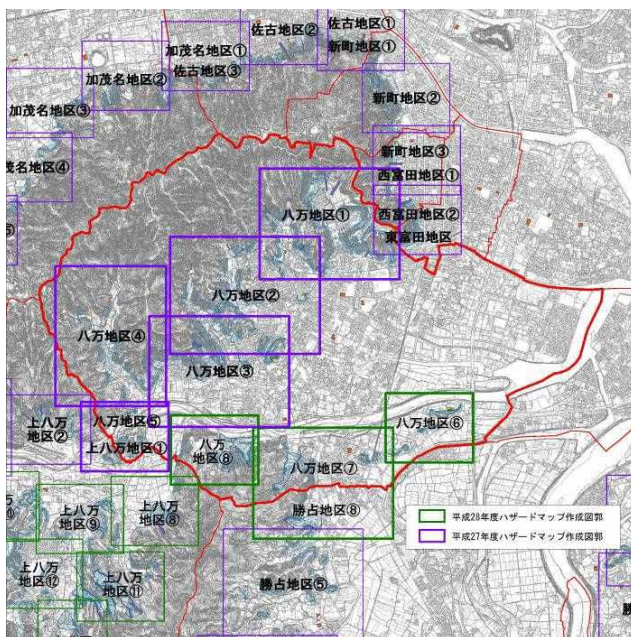 佐古地区②
佐古地区①
新町地区①
加茂名地区①
佐古地区③
加茂名地区②
加茂名地区③
新町地区②
茂名地区④
新町地区③
西富田地区①
八万地区①
西富田地区②
東富田地区
八万地区②
八万地区④
八万地区③
上八万
地区②
八万地区⑤
上八万地区①
八万地区⑥
八万
地区⑧
八万地区⑦
上八万
地区⑨
上八万
地区⑧
勝占地区⑧
平成28年度ハザードマップ作成図郭
平成27年度ハザードマップ作成図郭
上八万
地区⑫
上八万
地区⑪
勝占地区⑤